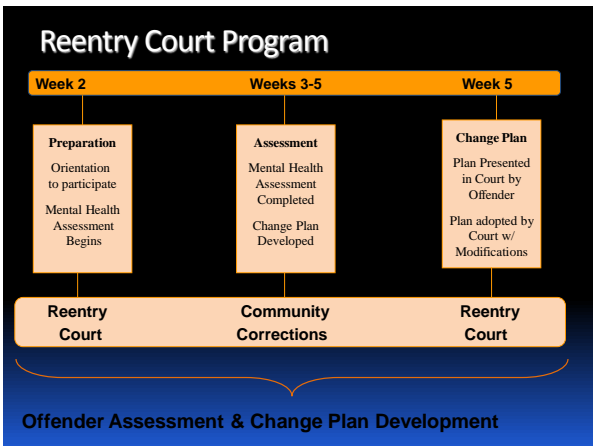 Reentry Court Program
Week 2
Weeks 3-5
Week 5
Preparation
Orientation
to participate
Mental Health
Assessment
Begins
Assessment
Mental Health
Assessment
Completed
Change Plan
Developed
Change Plan
Plan Presented
in Court by
Offender
Plan adopted by
Court w/
Modifications
Reentry
Court
Community
Corrections
Reentry
Court
Offender Assessment & Change Plan Development